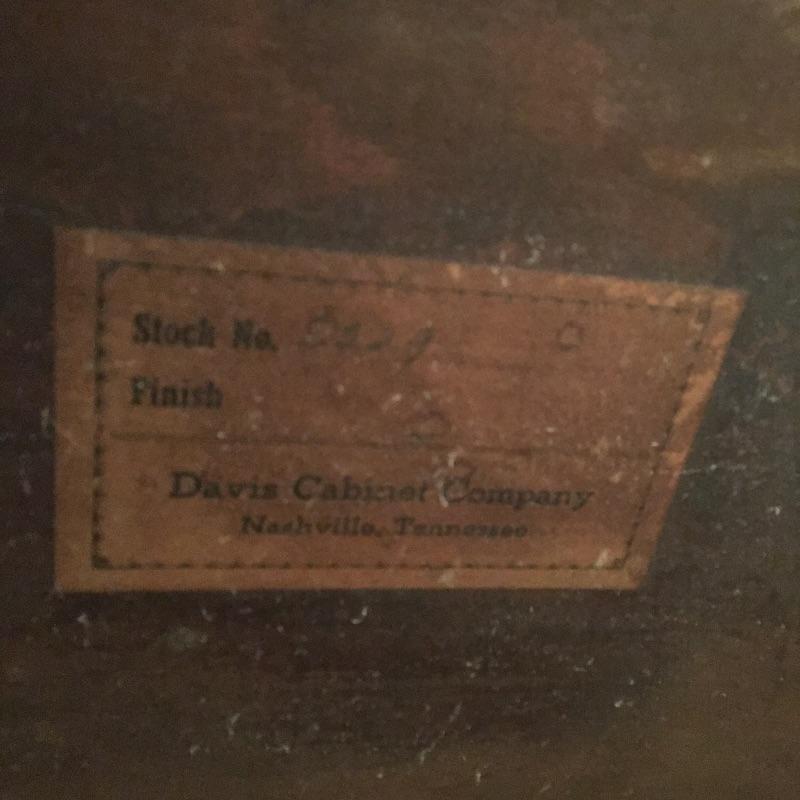 Stock No.
Finish
Davis Cabinet Company
Nashville, Tennessee